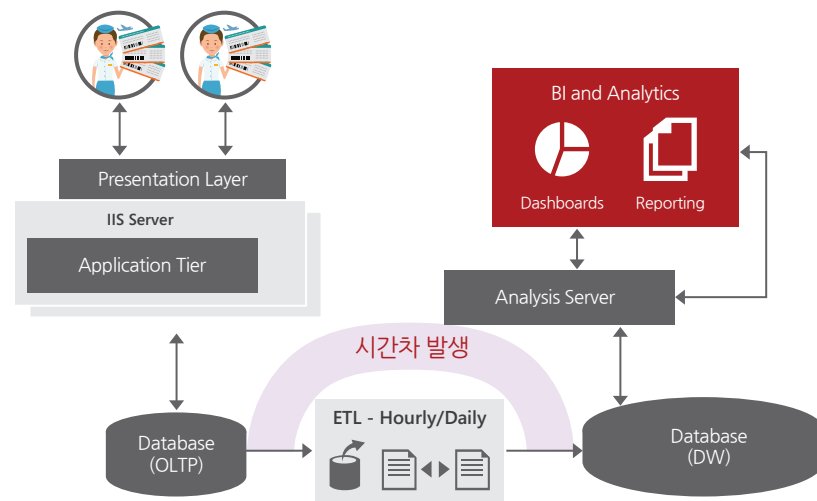 Presentation Layer
IIS Server
Application Tier
BI and Analytics
Dashboards
Reporting
Analysis Server
시간차 발생
ETL - Hourly/Daily
Database
(OLTP)
Database
(DW)